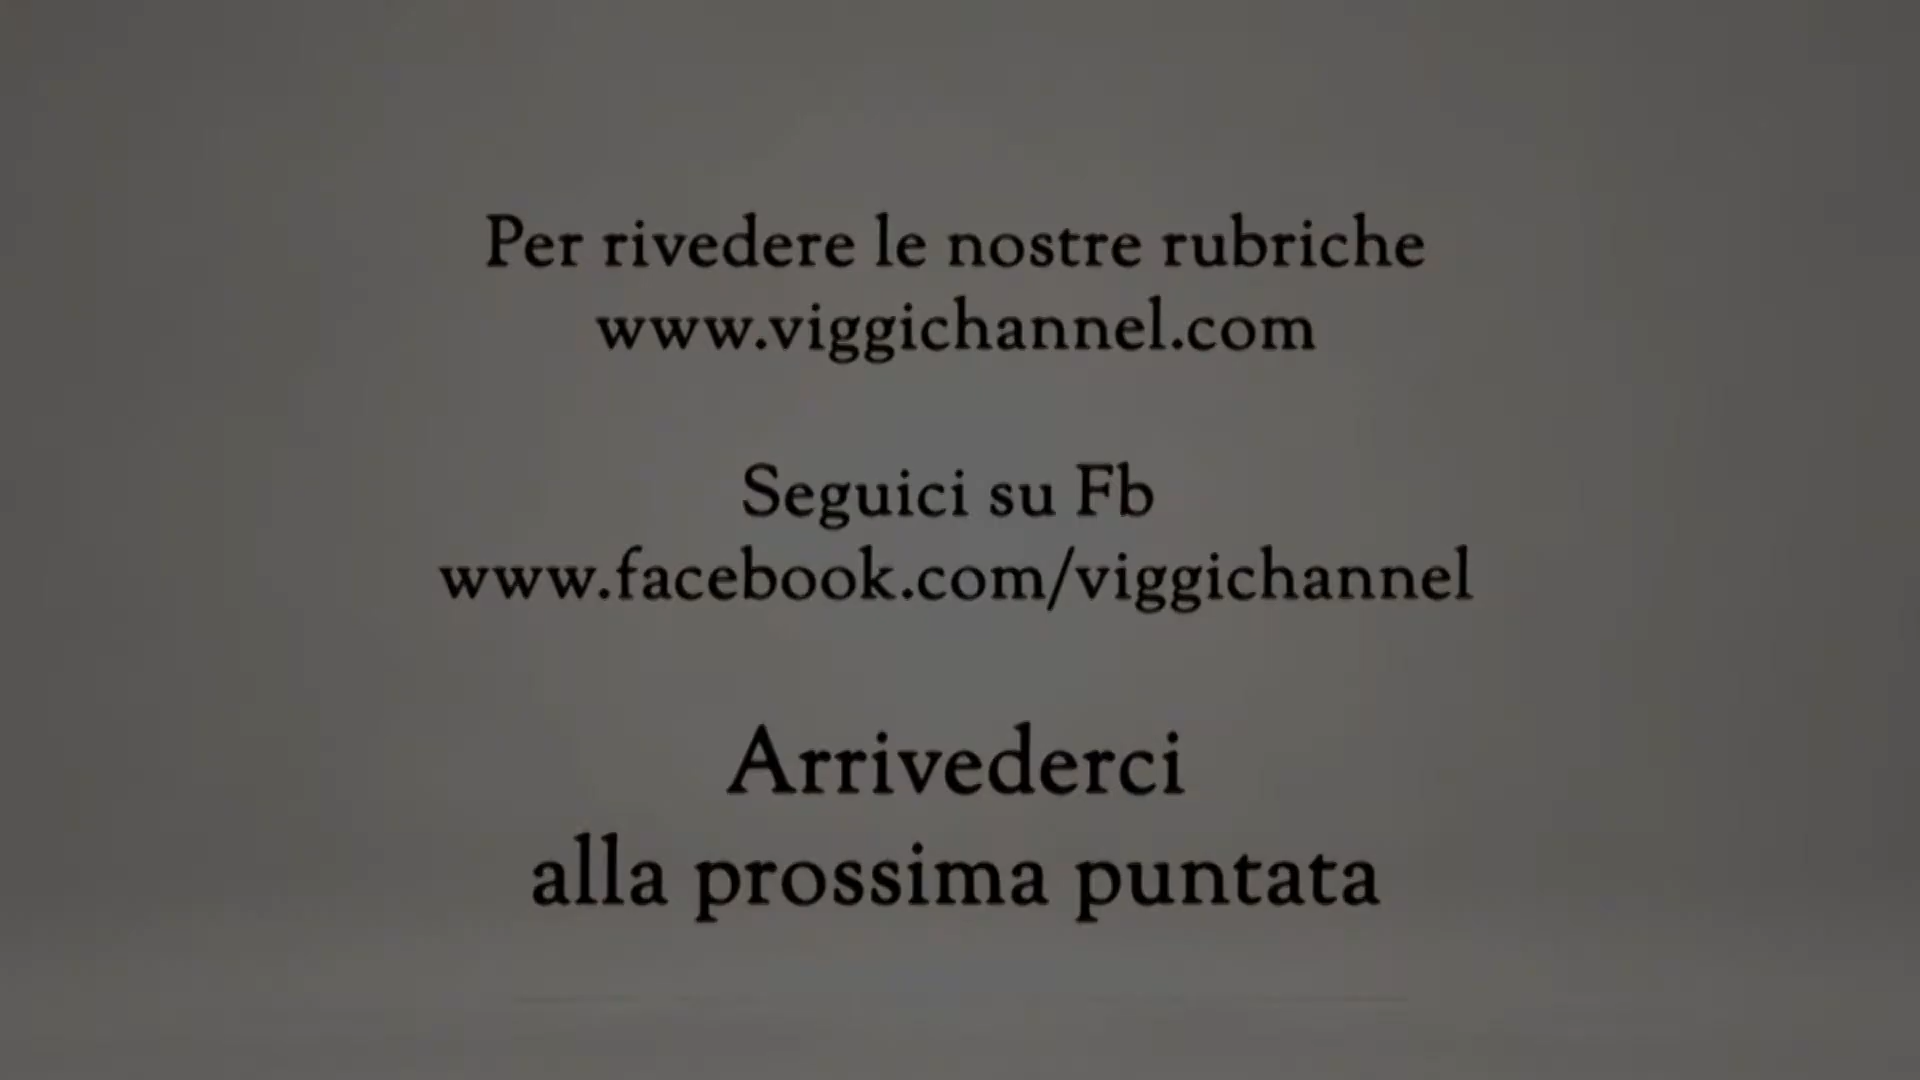 Per rivedere le nostre rubriche
www.viggichannel.com
Seguici su Fb
www.facebook.com/viggichannel
Arrivederci
alla prossima puntata